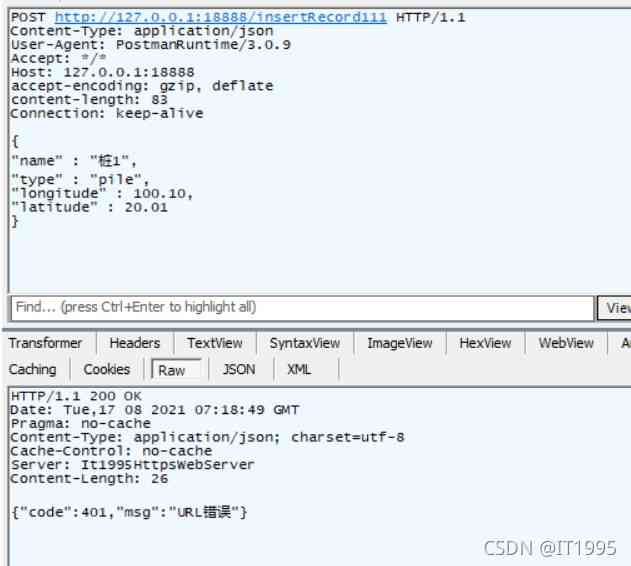 POST http://127.0.0.1:18888/insertRecord111 HTTP/1.1
Content-Type: application/json
User-Agent: PostmanRuntime/3.0.9
Accept: */*
Host: 127.0.0.1:18888
accept-encoding: gzip, deflate
content-length: 83
Connection: keep-alive
{
"name" : "桩1",
"type" : "pile",
"longitude" : 100.10,
"latitude" : 20.01
}
Find... (press Ctrl+Enter to highlight all)
View
Transformer Headers TextView SyntaxView ImageView HexView WebView
Caching Cookies Raw JSON XML
HTTP/1.1 200 OK
Date: Tue,17 08 2021 07:18:49 GMT
Pragma: no-cache
Content-Type: application/json; charset=utf-8
Cache-Control: no-cache
Server: It1995HttpsWebServer
Content-Length: 26
{"code":401,"msg":"URL错误"}
CSDN @IT1995